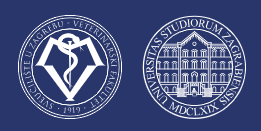 SVEUČILIŠTE U ZAGREBU · VETERINARSKI FAKULTET
· 1919 ·
UNIVERSITAS STUDIORUM ZAGRABIENSIS
MDCLXIX